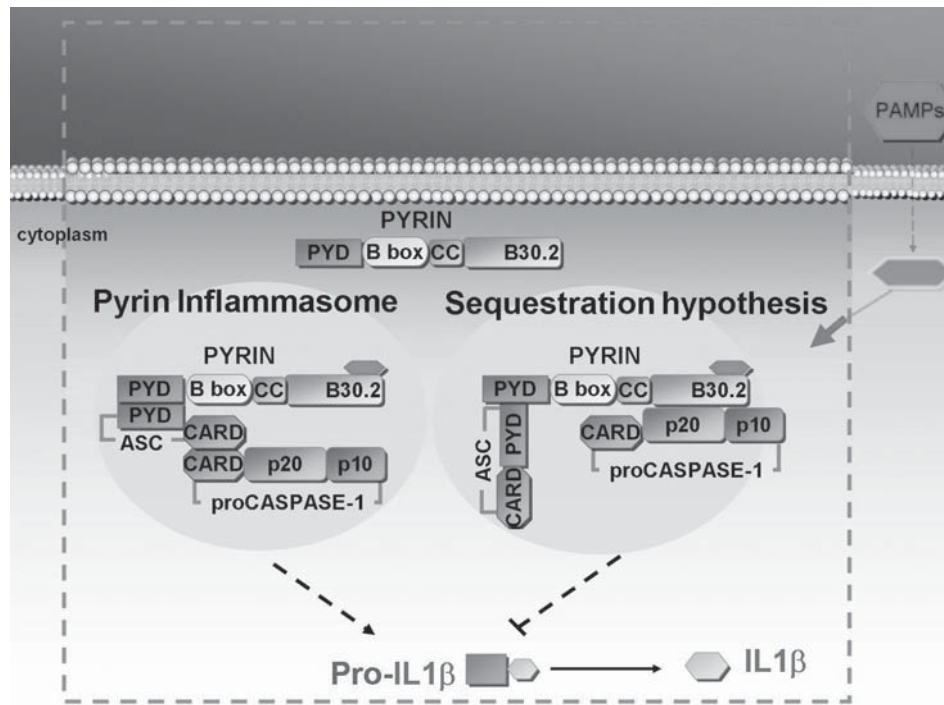 PAMPs
cytoplasm
PYRIN
PYD B box CC B30.2
Pyrin Inflammasome
PYRIN
PYD B box CC B30.2
PYD
ASC CARD
CARD p20 p10
proCASPASE-1
Sequestration hypothesis
PYRIN
PYD B box CC B30.2
ASC PYD CARD
CARD p20 p10
proCASPASE-1
Pro-IL1β
IL1β